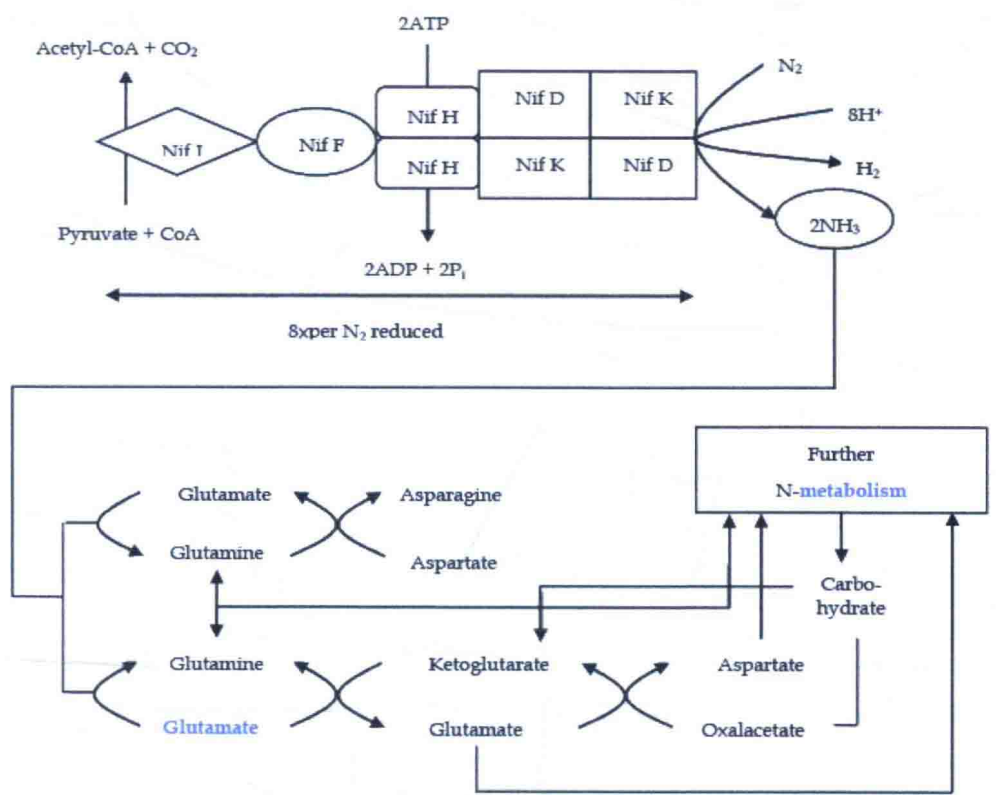 2ATP
Acetyl-CoA + CO₂
N₂
Nif D
Nif K
8H⁺
Nif H
Nif F
Nif H
Nif K
Nif D
H₂
2NH₃
Pyruvate + CoA
2ADP + 2Pᵢ
8xper N₂ reduced
Further
N-metabolism
Glutamate
Asparagine
Glutamine
Aspartate
Carbo-
hydrate
Glutamine
Ketoglutarate
Aspartate
Glutamate
Glutamate
Oxalacetate